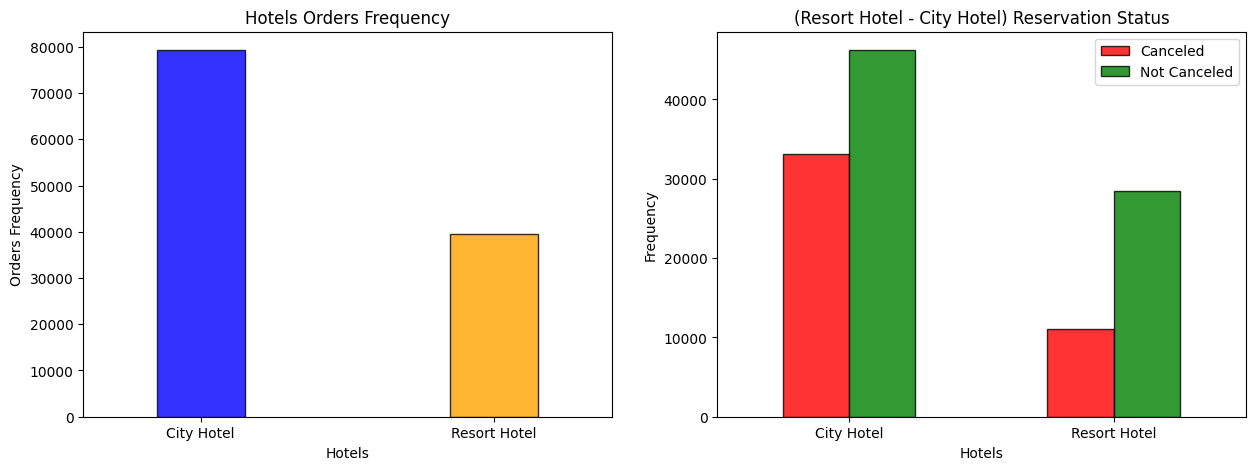 Hotels Orders Frequency
Orders Frequency
80000
70000
60000
50000
40000
30000
20000
10000
0
City Hotel
Resort Hotel
Hotels
(Resort Hotel - City Hotel) Reservation Status
Canceled
Not Canceled
Frequency
40000
30000
20000
10000
0
City Hotel
Resort Hotel
Hotels